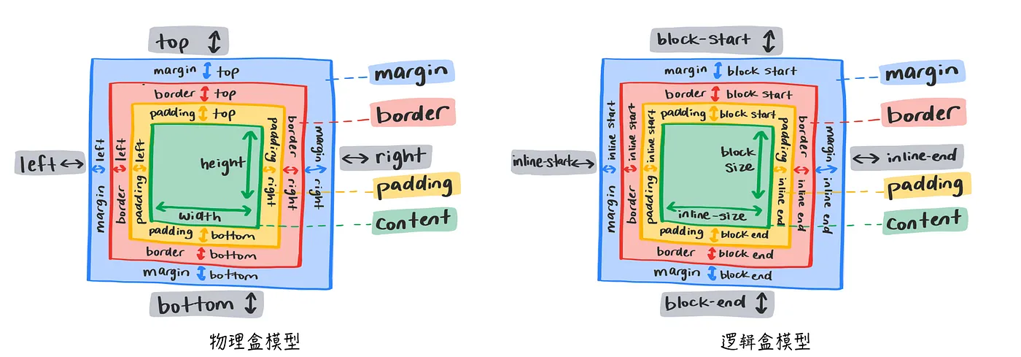 top
margin top
border top
padding top
left
margin left
border left
padding left
height
width
padding right
border right
margin right
right
padding bottom
border bottom
margin bottom
bottom
margin
border
padding
content
物理盒模型
block-start
margin block start
border block start
padding block start
inline-start
margin inline start
border inline start
padding inline start
block
size
inline-size
padding inline end
border inline end
margin inline end
inline-end
padding block end
border block end
margin block end
block-end
margin
border
padding
content
逻辑盒模型